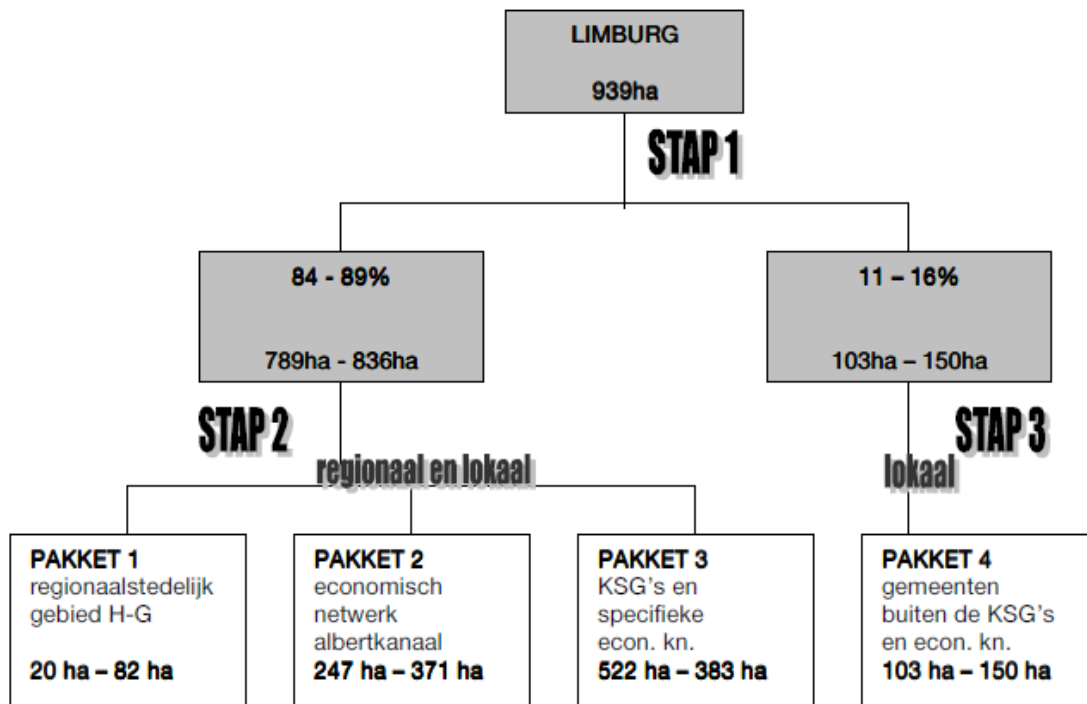 LIMBURG
939ha
STAP 1
84 - 89%
789ha - 836ha
11 – 16%
103ha – 150ha
STAP 2
regionaal en lokaal
STAP 3
lokaal
PAKKET 1
regionaalstedelijk
gebied H-G
20 ha – 82 ha
PAKKET 2
economisch
netwerk
albertkanaal
247 ha – 371 ha
PAKKET 3
KSG's en
specifieke
econ. kn.
522 ha – 383 ha
PAKKET 4
gemeenten
buiten de KSG's
en econ. kn.
103 ha – 150 ha